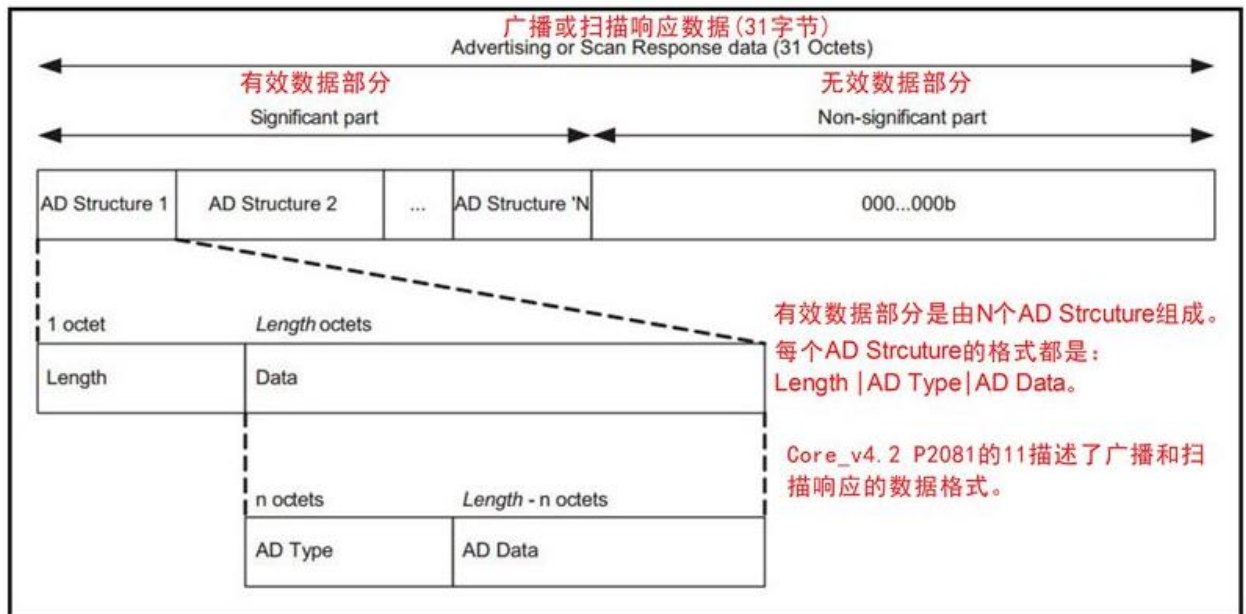 广播或扫描响应数据(31字节)
Advertising or Scan Response data (31 Octets)
有效数据部分
无效数据部分
Significant part
Non-significant part
AD Structure 1
AD Structure 2
...
AD Structure 'N
000...000b
1 octet
Length octets
Length
Data
有效数据部分是由N个AD Strcuture组成。
每个AD Strcuture的格式都是：
Length |AD Type|AD Data。
Core_v4.2 P2081的11描述了广播和扫
描响应的数据格式。
n octets
Length - n octets
AD Type
AD Data